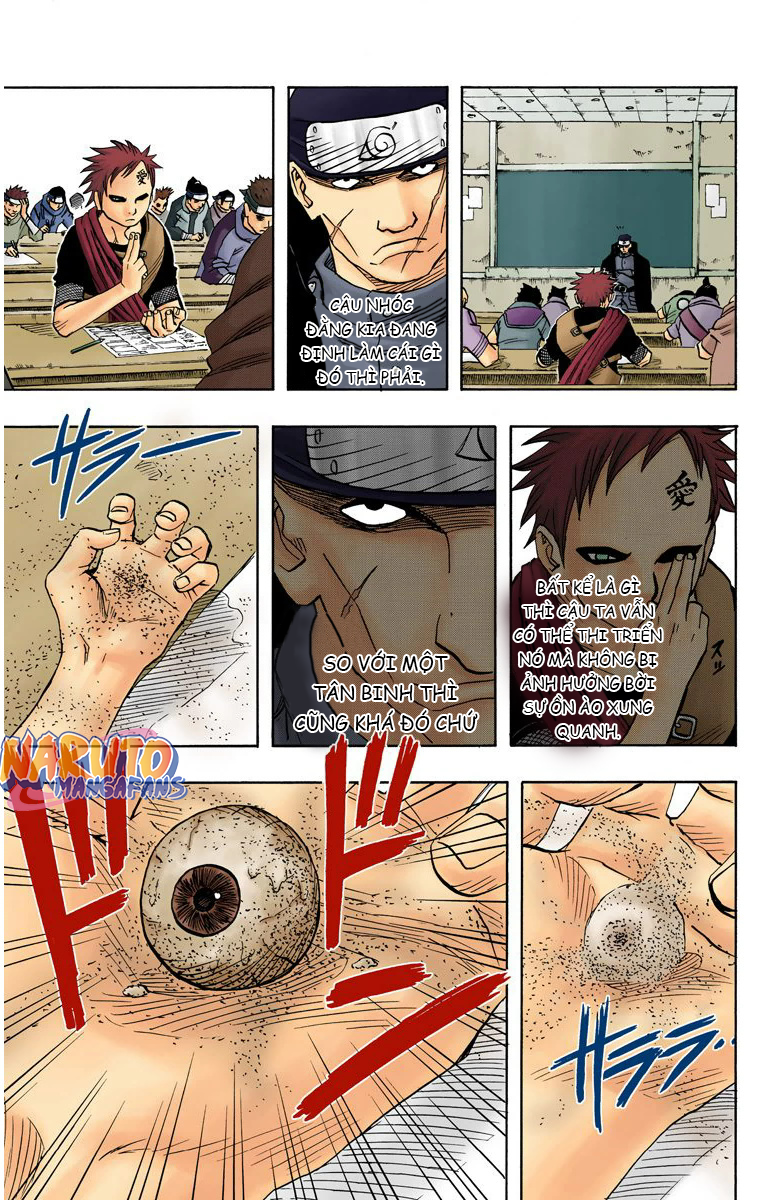 CẬU NHÓC
ĐẰNG KIA ĐANG
ĐỊNH LÀM CÁI GÌ
ĐÓ THÌ PHẢI.
愛
BẤT KỂ LÀ GÌ
THÌ CẬU TA VẪN
CÓ THỂ THI TRIỂN
NÓ MÀ KHÔNG BỊ
ẢNH HƯỞNG BỜI
SỰ ỒN ÀO XUNG
QUANH.
スッ
SO VỚI MỘT
TÂN BINH THÌ
CŨNG KHÁ ĐÓ CHỨ
サラー
NARUTO
MANGAFANS
サララ‥
ドドン